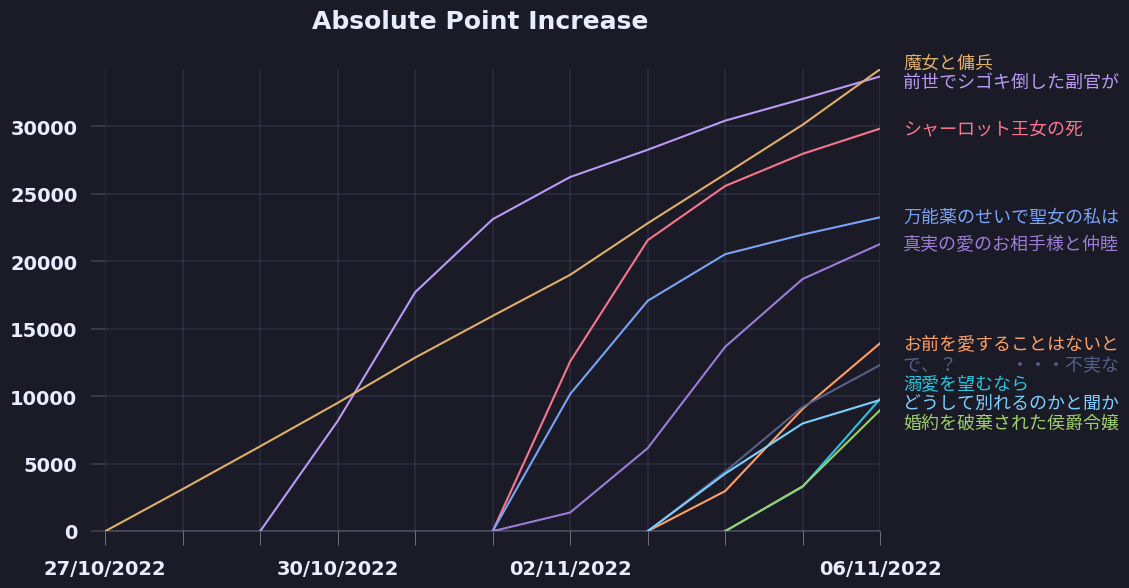 Absolute Point Increase
魔女と傭兵
前世でシゴキ倒した副官が
30000
シャーロット王女の死
25000
万能薬のせいで聖女の私は
真実の愛のお相手様と仲睦
20000
15000
お前を愛することはないと
で、？　　　・・・不実な
溺愛を望むなら
10000
どうして別れるのかと聞か
婚約を破棄された侯爵令嬢
5000
0
27/10/2022 30/10/2022 02/11/2022 06/11/2022